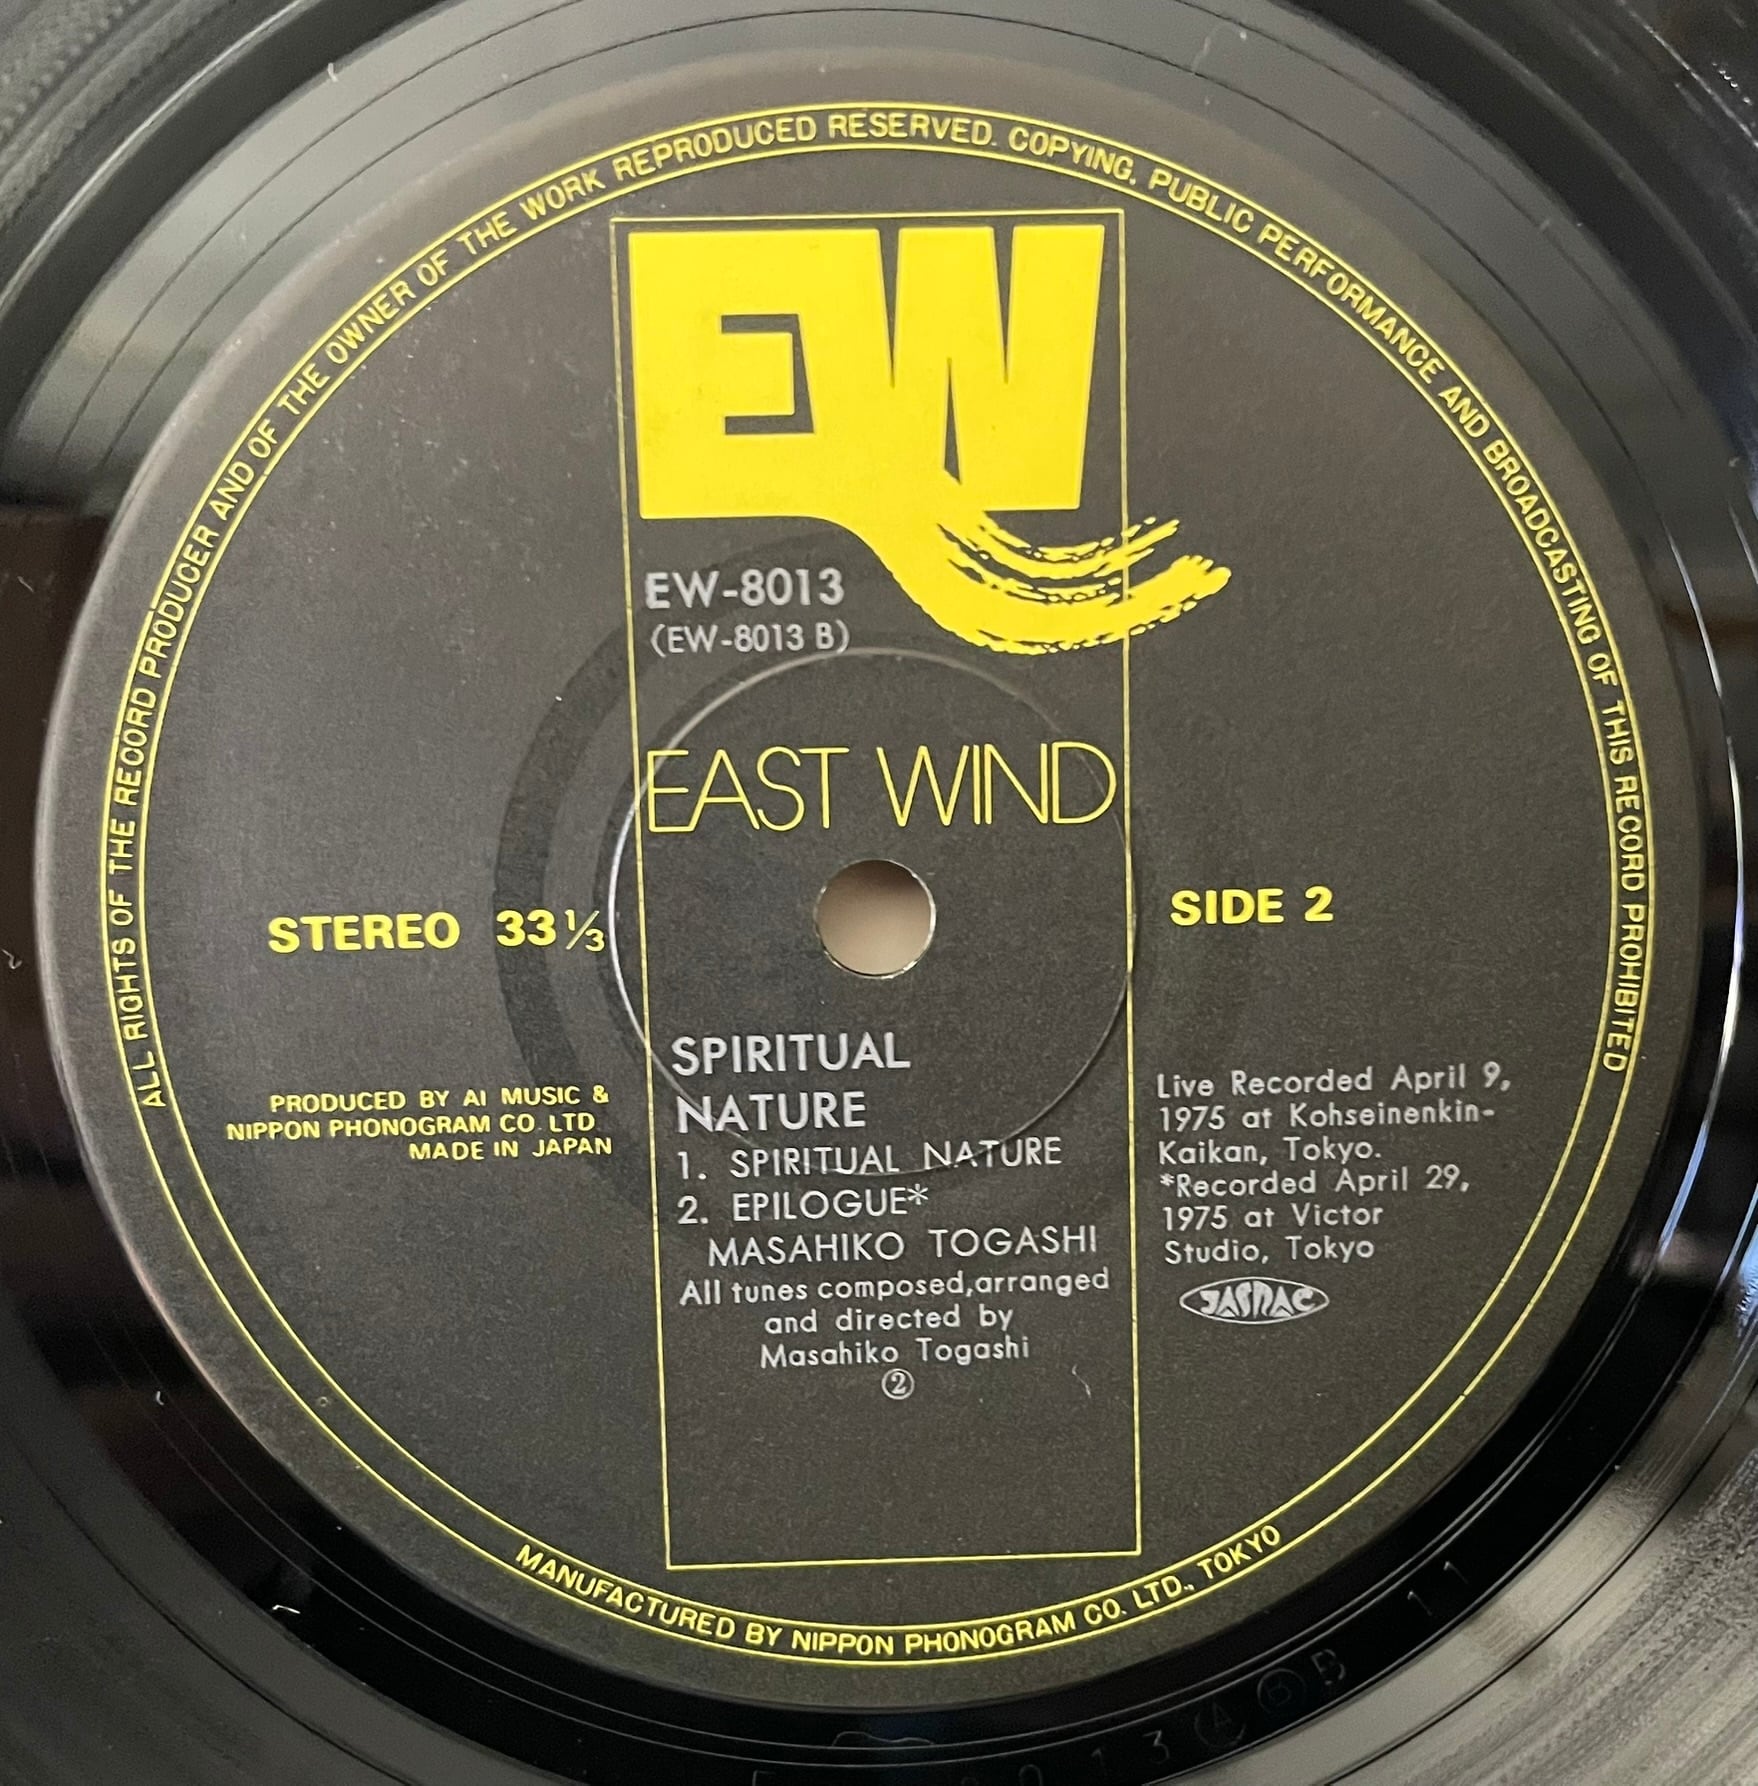 ALL RIGHTS OF THE RECORD PRODUCER AND OF THE OWNER OF THE WORK REPRODUCED RESERVED. COPYING, PUBLIC PERFORMANCE AND BROADCASTING OF THIS RECORD PROHIBITED
EW
EW-8013
(EW-8013 B)
EAST WIND
STEREO 33 1/3
SIDE 2
PRODUCED BY AI MUSIC &
NIPPON PHONOGRAM CO. LTD
MADE IN JAPAN
SPIRITUAL
NATURE
1. SPIRITUAL NATURE
2. EPILOGUE*
MASAHIKO TOGASHI
All tunes composed, arranged
and directed by
Masahiko Togashi
②
Live Recorded April 9,
1975 at Kohseinenkin-
Kaikan, Tokyo.
*Recorded April 29,
1975 at Victor
Studio, Tokyo
JASRAC
MANUFACTURED BY NIPPON PHONOGRAM CO. LTD., TOKYO